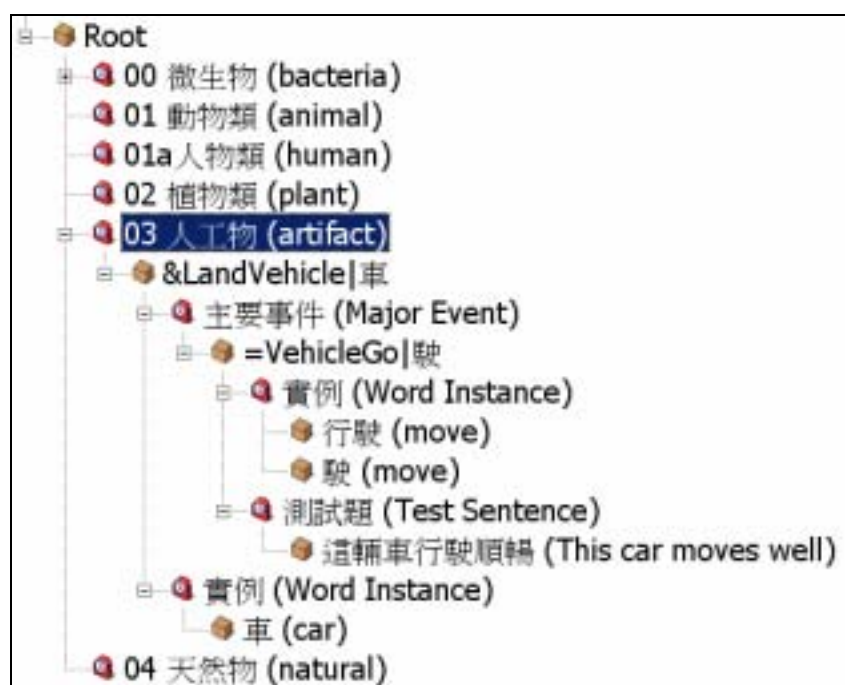 Root
00 微生物 (bacteria)
01 動物類 (animal)
01a人物類 (human)
02 植物類 (plant)
03 人工物 (artifact)
&LandVehicle|車
主要事件 (Major Event)
=VehicleGo|駛
實例 (Word Instance)
行駛 (move)
駛 (move)
測試題 (Test Sentence)
這輛車行駛順暢 (This car moves well)
實例 (Word Instance)
車 (car)
04 天然物 (natural)